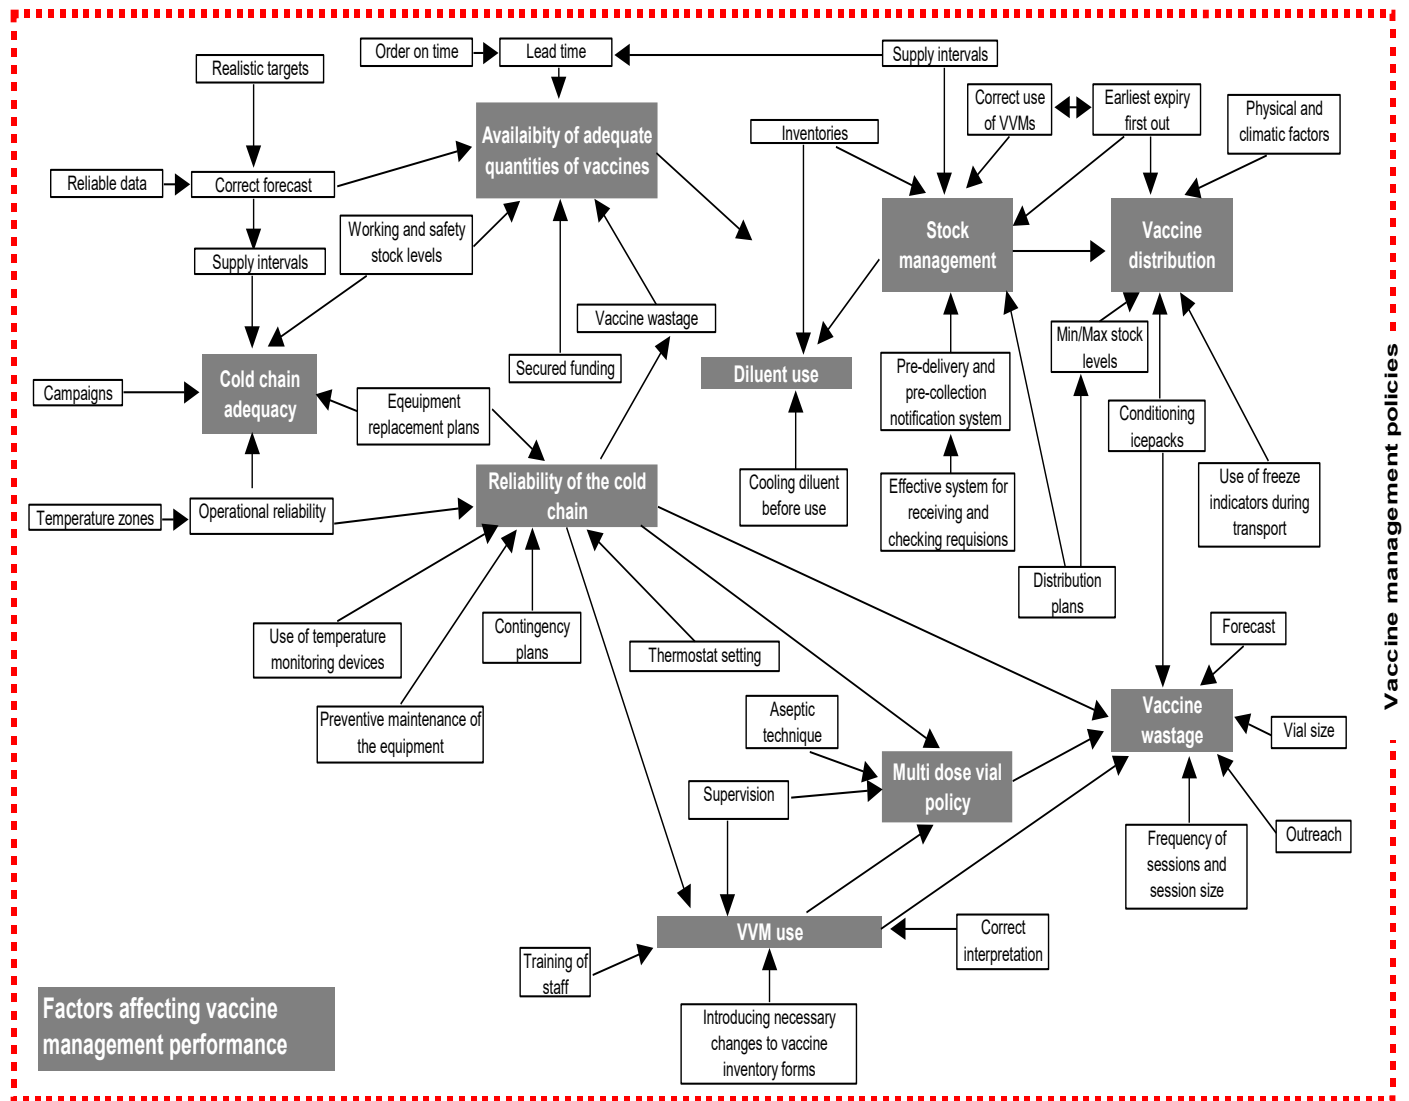 Order on time
Lead time
Supply intervals
Realistic targets
Correct use
of VVMs
Earliest expiry
first out
Physical and
climatic factors
Inventories
Availaibity of adequate
quantities of vaccines
Reliable data
Correct forecast
Working and safety
stock levels
Supply intervals
Stock
management
Vaccine
distribution
Vaccine wastage
Secured funding
Min/Max stock
levels
Cold chain
adequacy
Campaigns
Eqeuipment
replacement plans
Diluent use
Pre-delivery and
pre-collection
notification system
Conditioning
icepacks
Vaccine management policies
Temperature zones
Operational reliability
Reliability of the cold
chain
Cooling diluent
before use
Effective system for
receiving and
checking requisions
Use of freeze
indicators during
transport
Distribution
plans
Use of temperature
monitoring devices
Contingency
plans
Thermostat setting
Forecast
Preventive maintenance of
the equipment
Aseptic
technique
Vaccine
wastage
Vial size
Supervision
Multi dose vial
policy
Frequency of
sessions and
session size
Outreach
VVM use
Correct
interpretation
Training of
staff
Introducing necessary
changes to vaccine
inventory forms
Factors affecting vaccine
management performance